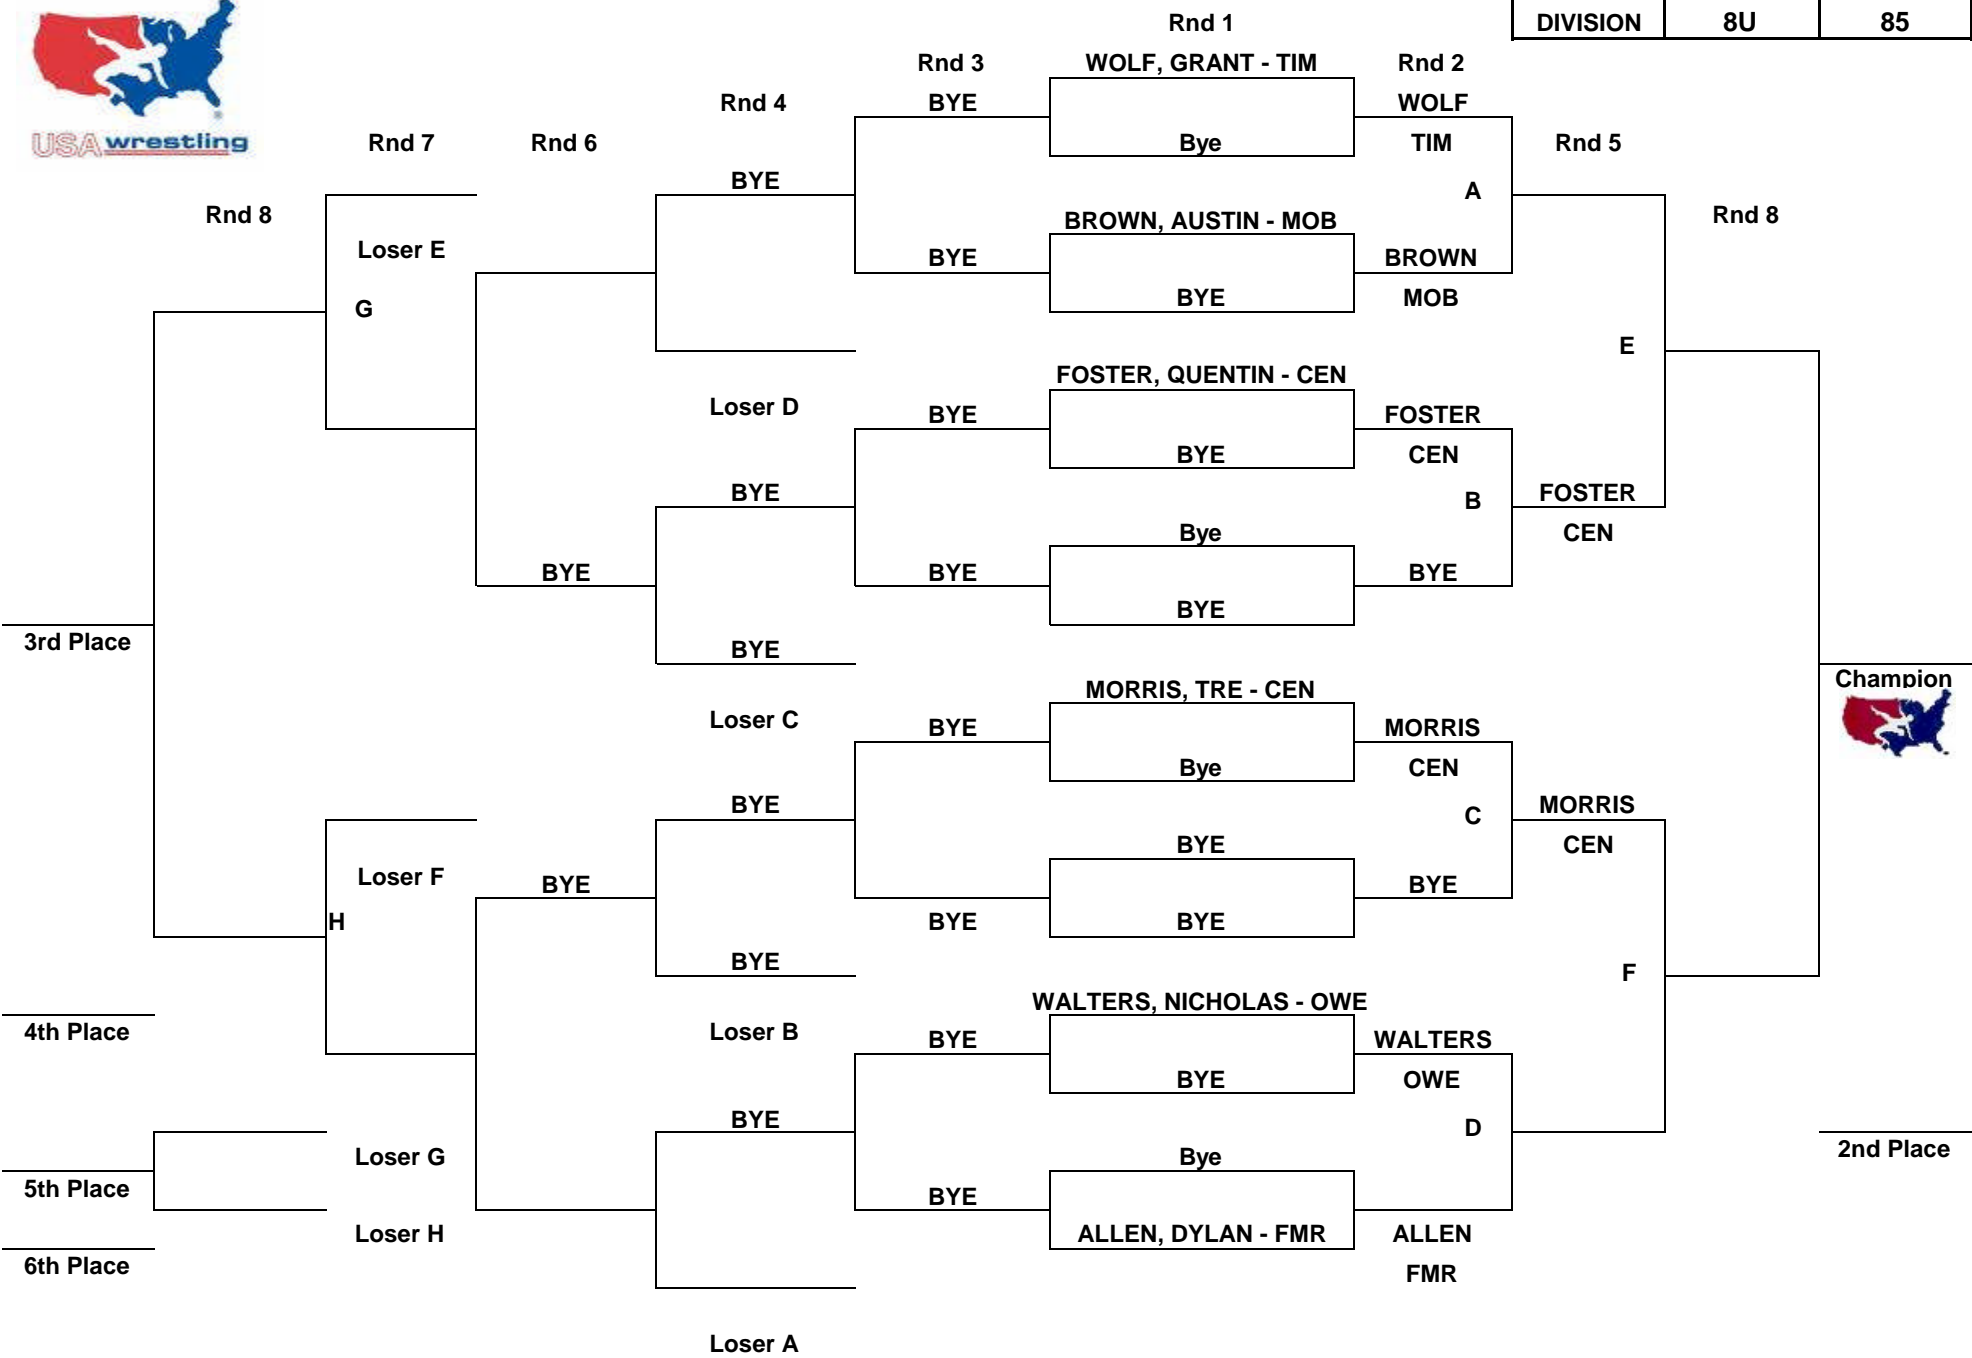 Rnd 1
DIVISION 8U 85
Rnd 3 WOLF, GRANT - TIM Rnd 2
Rnd 4 BYE WOLF
USA wrestling Rnd 7 Rnd 6 Bye TIM Rnd 5
BYE A
Rnd 8 BROWN, AUSTIN - MOB Rnd 8
Loser E BYE BROWN
G BYE MOB
E
FOSTER, QUENTIN - CEN
Loser D BYE FOSTER
BYE CEN
BYE B FOSTER
Bye CEN
BYE BYE BYE
BYE
3rd Place BYE
Champion
MORRIS, TRE - CEN
Loser C BYE MORRIS
Bye CEN
BYE C MORRIS
BYE CEN
Loser F BYE BYE
H BYE BYE
BYE F
WALTERS, NICHOLAS - OWE
4th Place Loser B BYE WALTERS
BYE OWE
BYE D
Loser G Bye 2nd Place
5th Place BYE
Loser H ALLEN, DYLAN - FMR ALLEN
6th Place FMR
Loser A